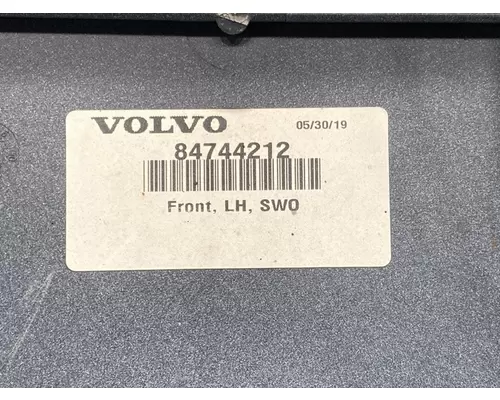 VOLVO 05/30/19
84744212
Front, LH, SWO